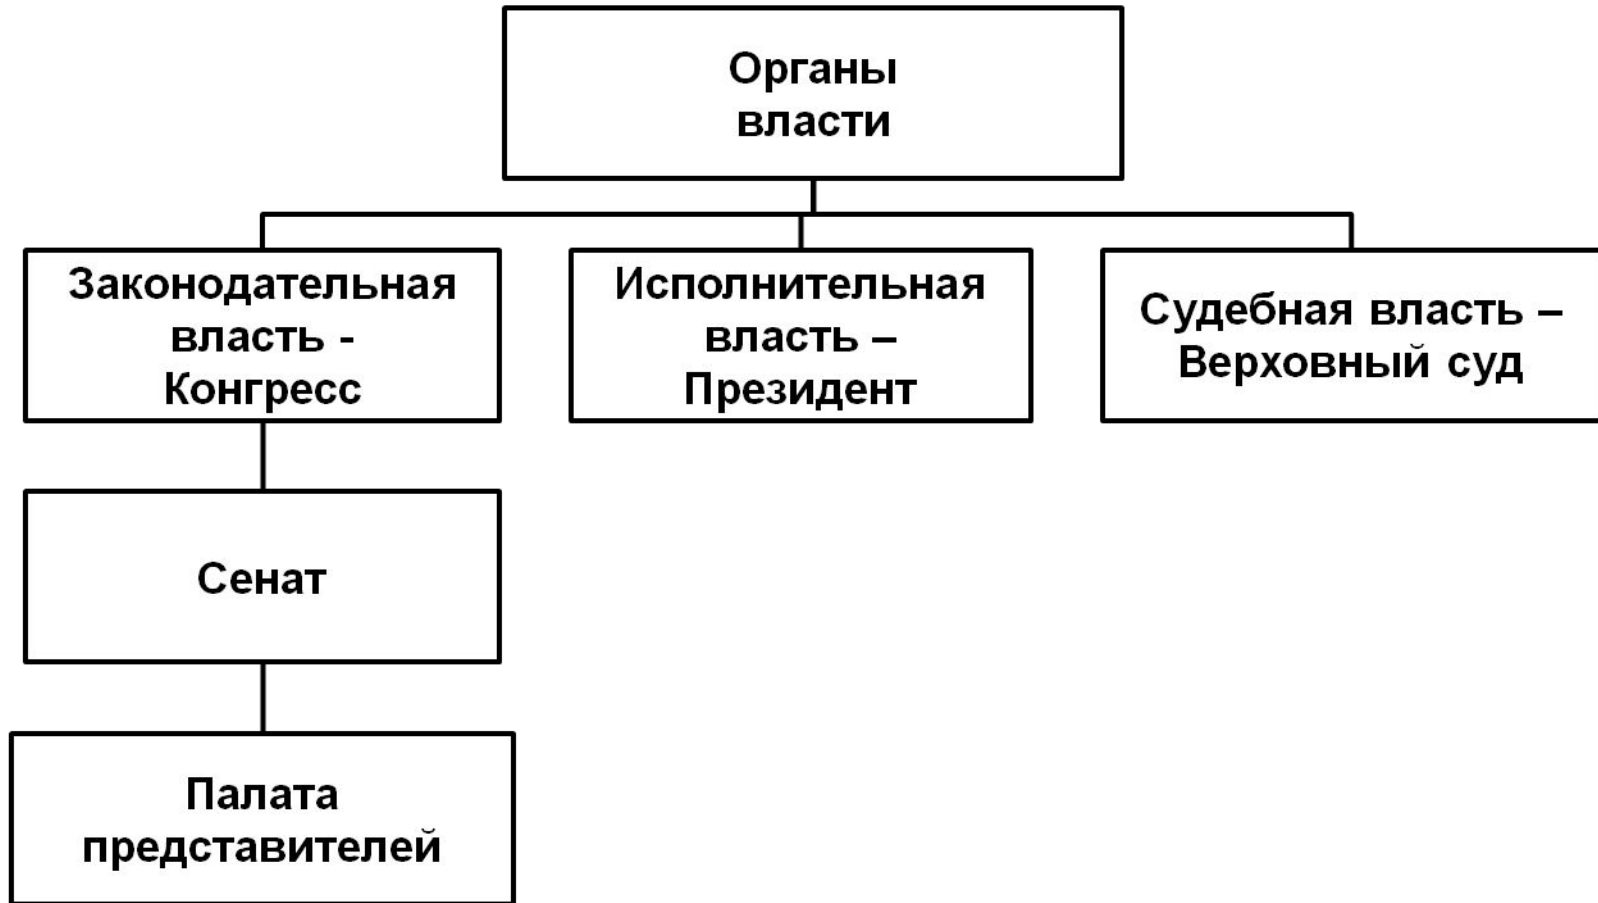 Органы
власти
Законодательная
власть -
Конгресс
Исполнительная
власть –
Президент
Судебная власть –
Верховный суд
Сенат
Палата
представителей